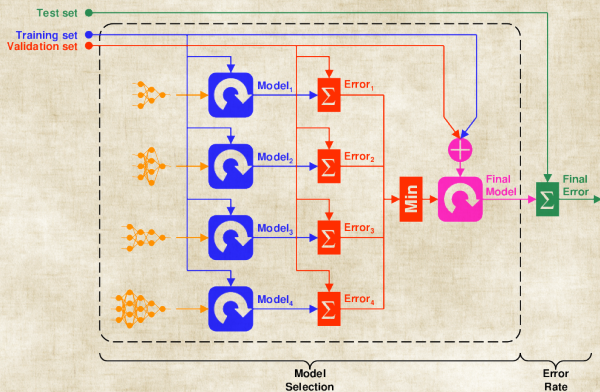 Test set
Training set
Validation set
Model1
Error1
Model2
Error2
Model3
Error3
Model4
Error4
Min
Final
Model
Final
Error
Σ
Σ
Σ
Σ
Σ
Model
Selection
Error
Rate